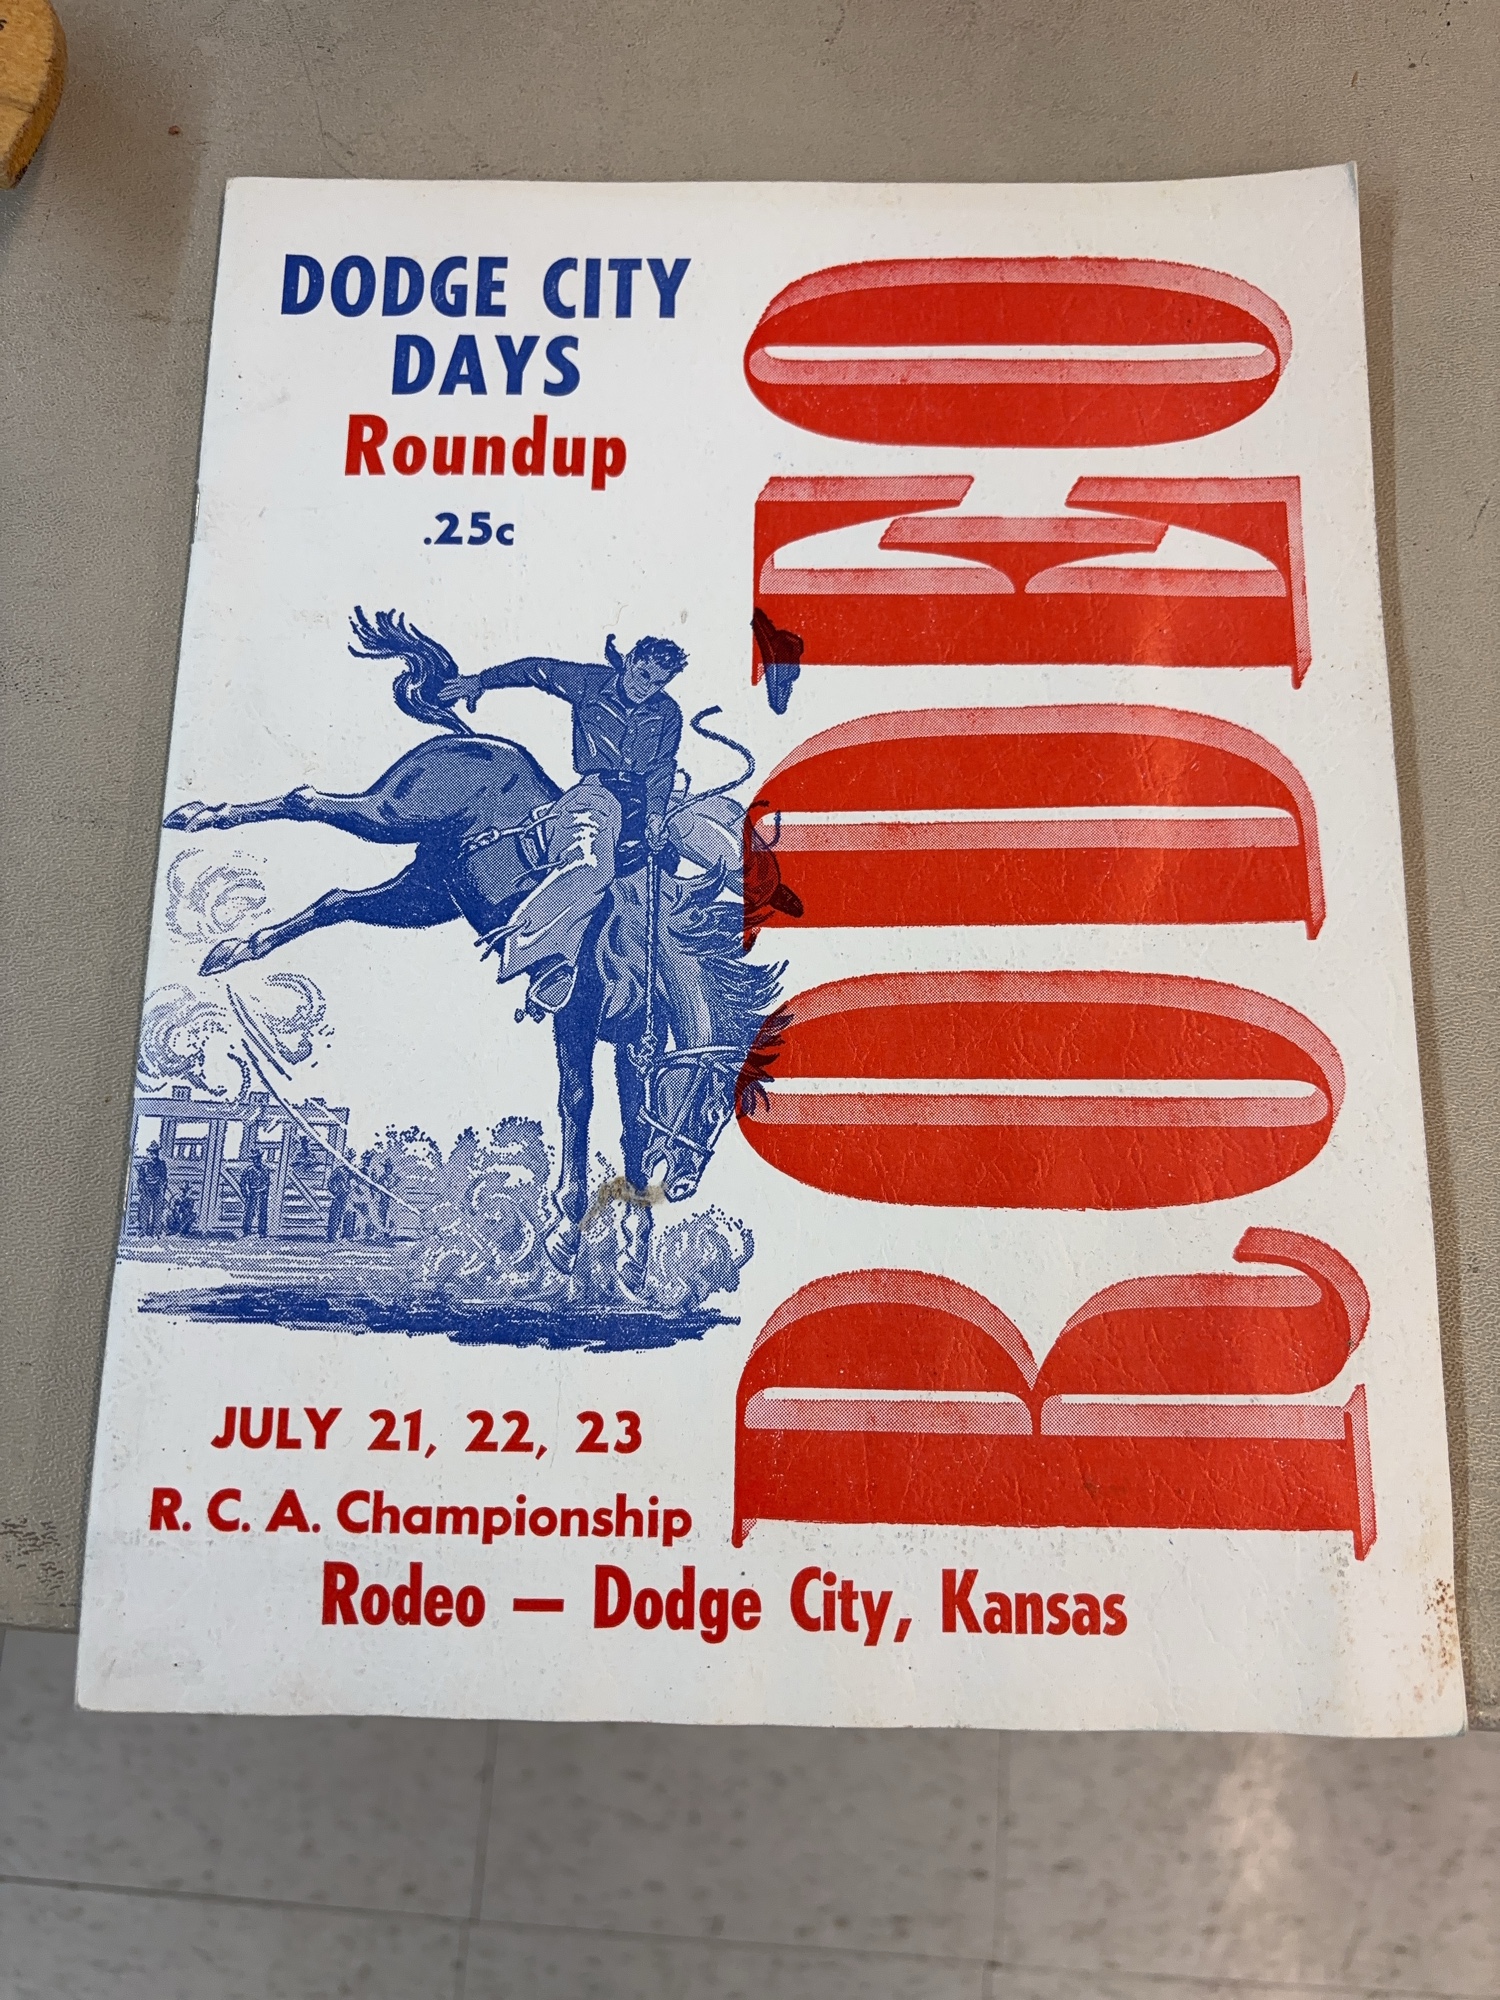 DODGE CITY
DAYS
Roundup
.25c
RODEO
JULY 21, 22, 23
R. C. A. Championship
Rodeo — Dodge City, Kansas